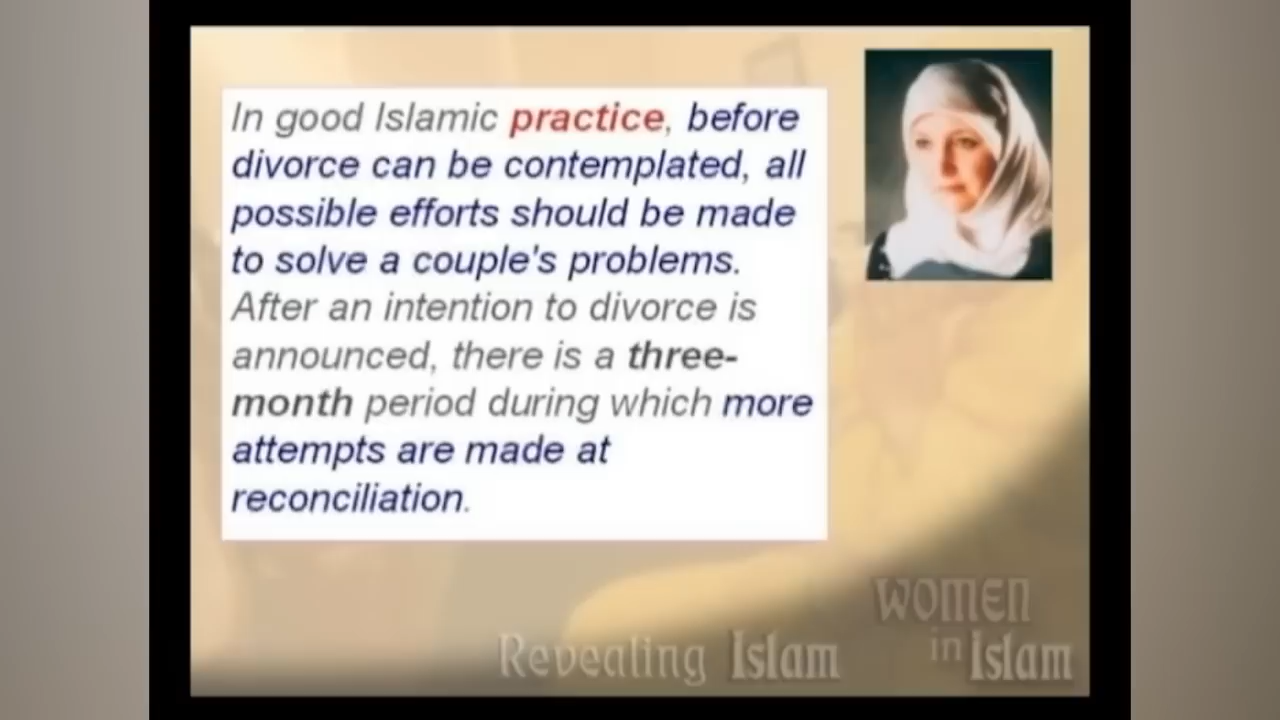 In good Islamic practice, before
divorce can be contemplated, all
possible efforts should be made
to solve a couple's problems.
After an intention to divorce is
announced, there is a three-
month period during which more
attempts are made at
reconciliation.
Women
in Islam
Revealing Islam